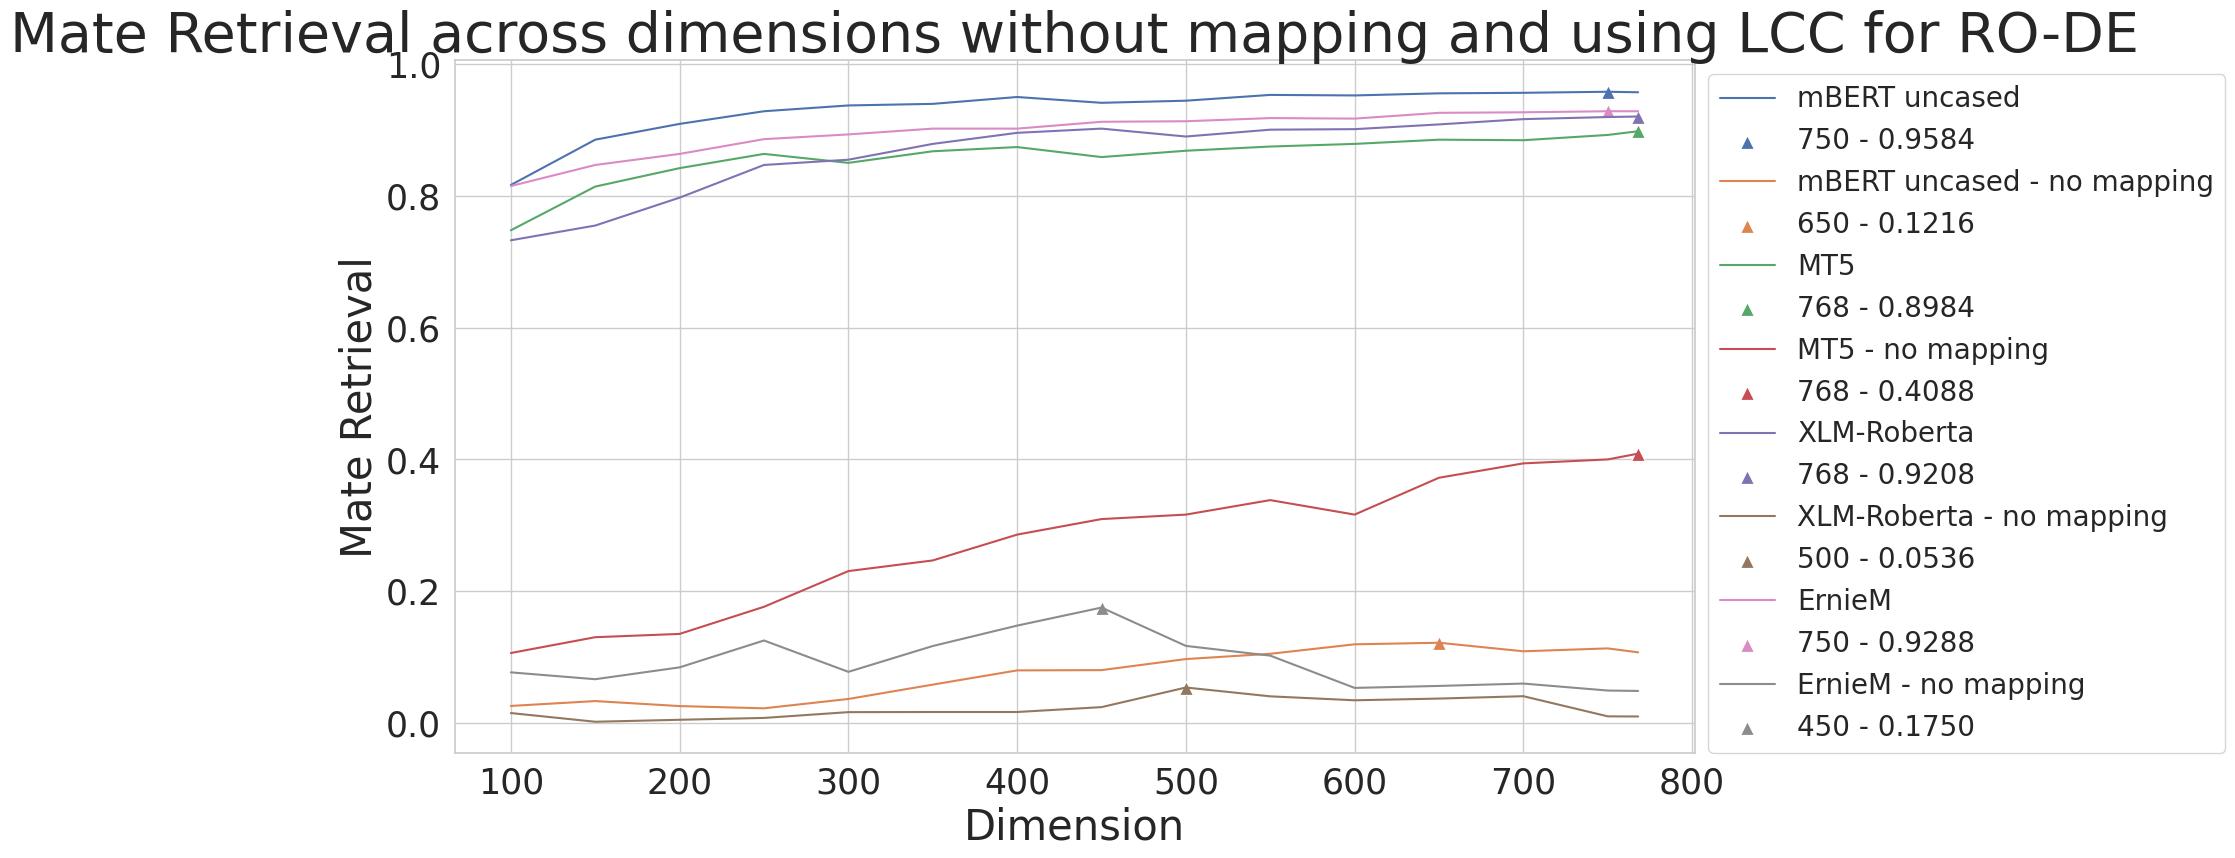 Mate Retrieval across dimensions without mapping and using LCC for RO-DE
1.0
0.8
0.6
0.4
0.2
0.0
Mate Retrieval
100 200 300 400 500 600 700 800
Dimension
mBERT uncased
750 - 0.9584
mBERT uncased - no mapping
650 - 0.1216
MT5
768 - 0.8984
MT5 - no mapping
768 - 0.4088
XLM-Roberta
768 - 0.9208
XLM-Roberta - no mapping
500 - 0.0536
ErnieM
750 - 0.9288
ErnieM - no mapping
450 - 0.1750